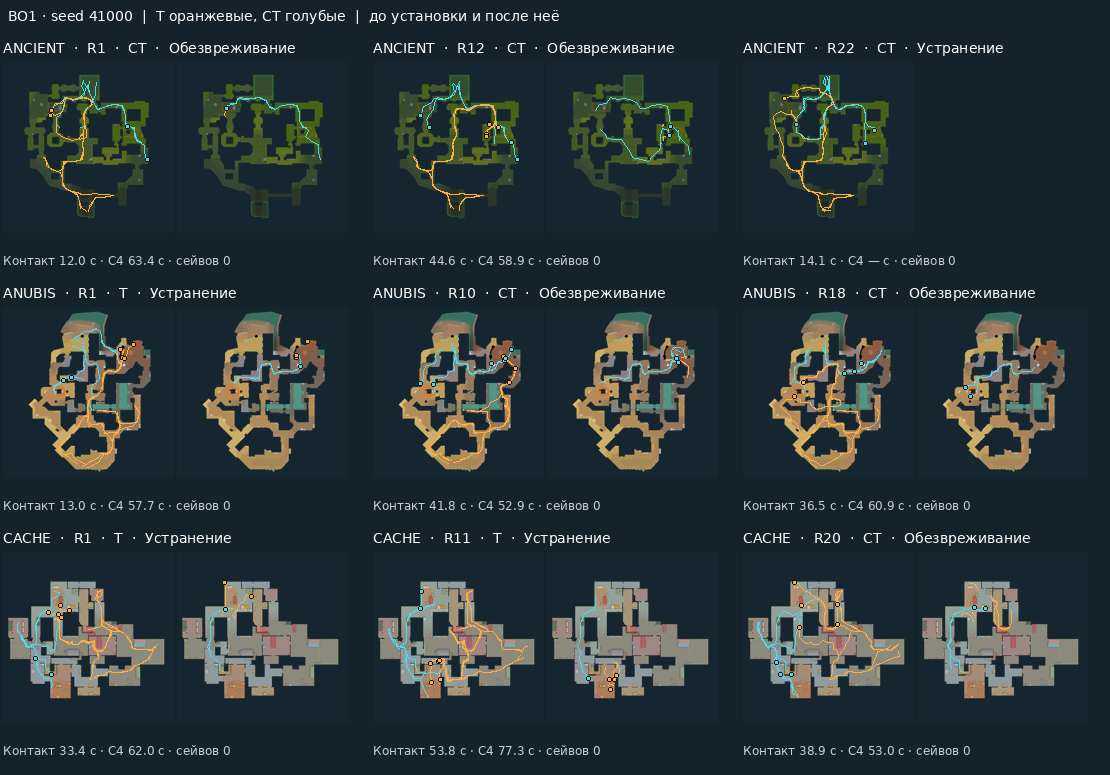 BO1 · seed 41000 | T оранжевые, CT голубые | до установки и после неё
ANCIENT · R1 · CT · Обезвреживание
ANCIENT · R12 · CT · Обезвреживание
ANCIENT · R22 · CT · Устранение
Контакт 12.0 с · C4 63.4 с · сейвов 0
Контакт 44.6 с · C4 58.9 с · сейвов 0
Контакт 14.1 с · C4 — с · сейвов 0
ANUBIS · R1 · T · Устранение
ANUBIS · R10 · CT · Обезвреживание
ANUBIS · R18 · CT · Обезвреживание
Контакт 13.0 с · C4 57.7 с · сейвов 0
Контакт 41.8 с · C4 52.9 с · сейвов 0
Контакт 36.5 с · C4 60.9 с · сейвов 0
CACHE · R1 · T · Устранение
CACHE · R11 · T · Устранение
CACHE · R20 · CT · Обезвреживание
Контакт 33.4 с · C4 62.0 с · сейвов 0
Контакт 53.8 с · C4 77.3 с · сейвов 0
Контакт 38.9 с · C4 53.0 с · сейвов 0